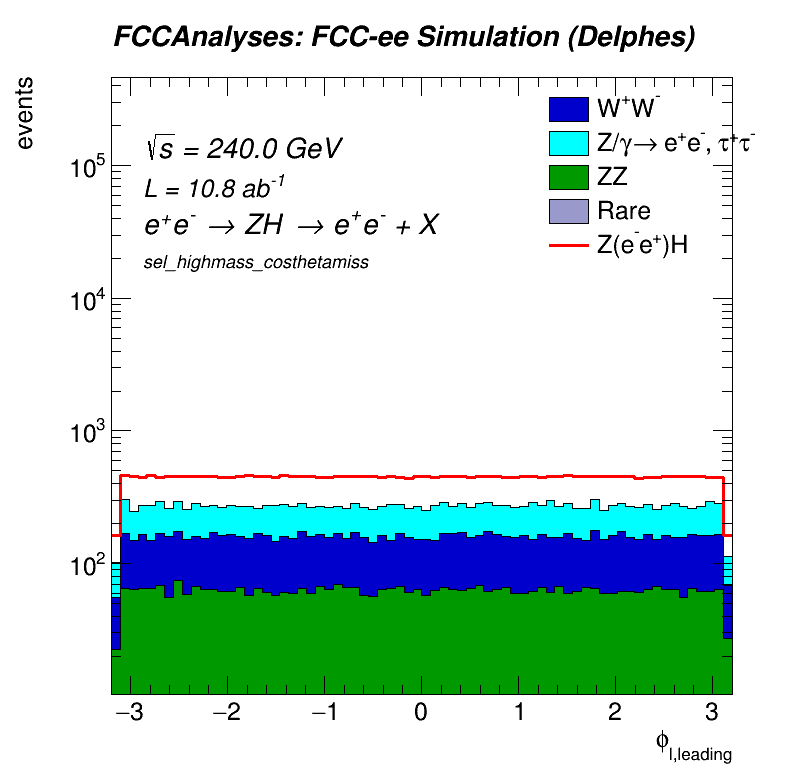 FCCAnalyses: FCC-ee Simulation (Delphes)
events
√s = 240.0 GeV
L = 10.8 ab⁻¹
e⁺e⁻ → ZH → e⁺e⁻ + X
sel_highmass_costhetamiss
W⁺W⁻
Z/γ→ e⁺e⁻, τ⁺τ⁻
ZZ
Rare
Z(e⁻e⁺)H
10⁵
10⁴
10³
10²
−3 −2 −1 0 1 2 3
ϕ_l,leading